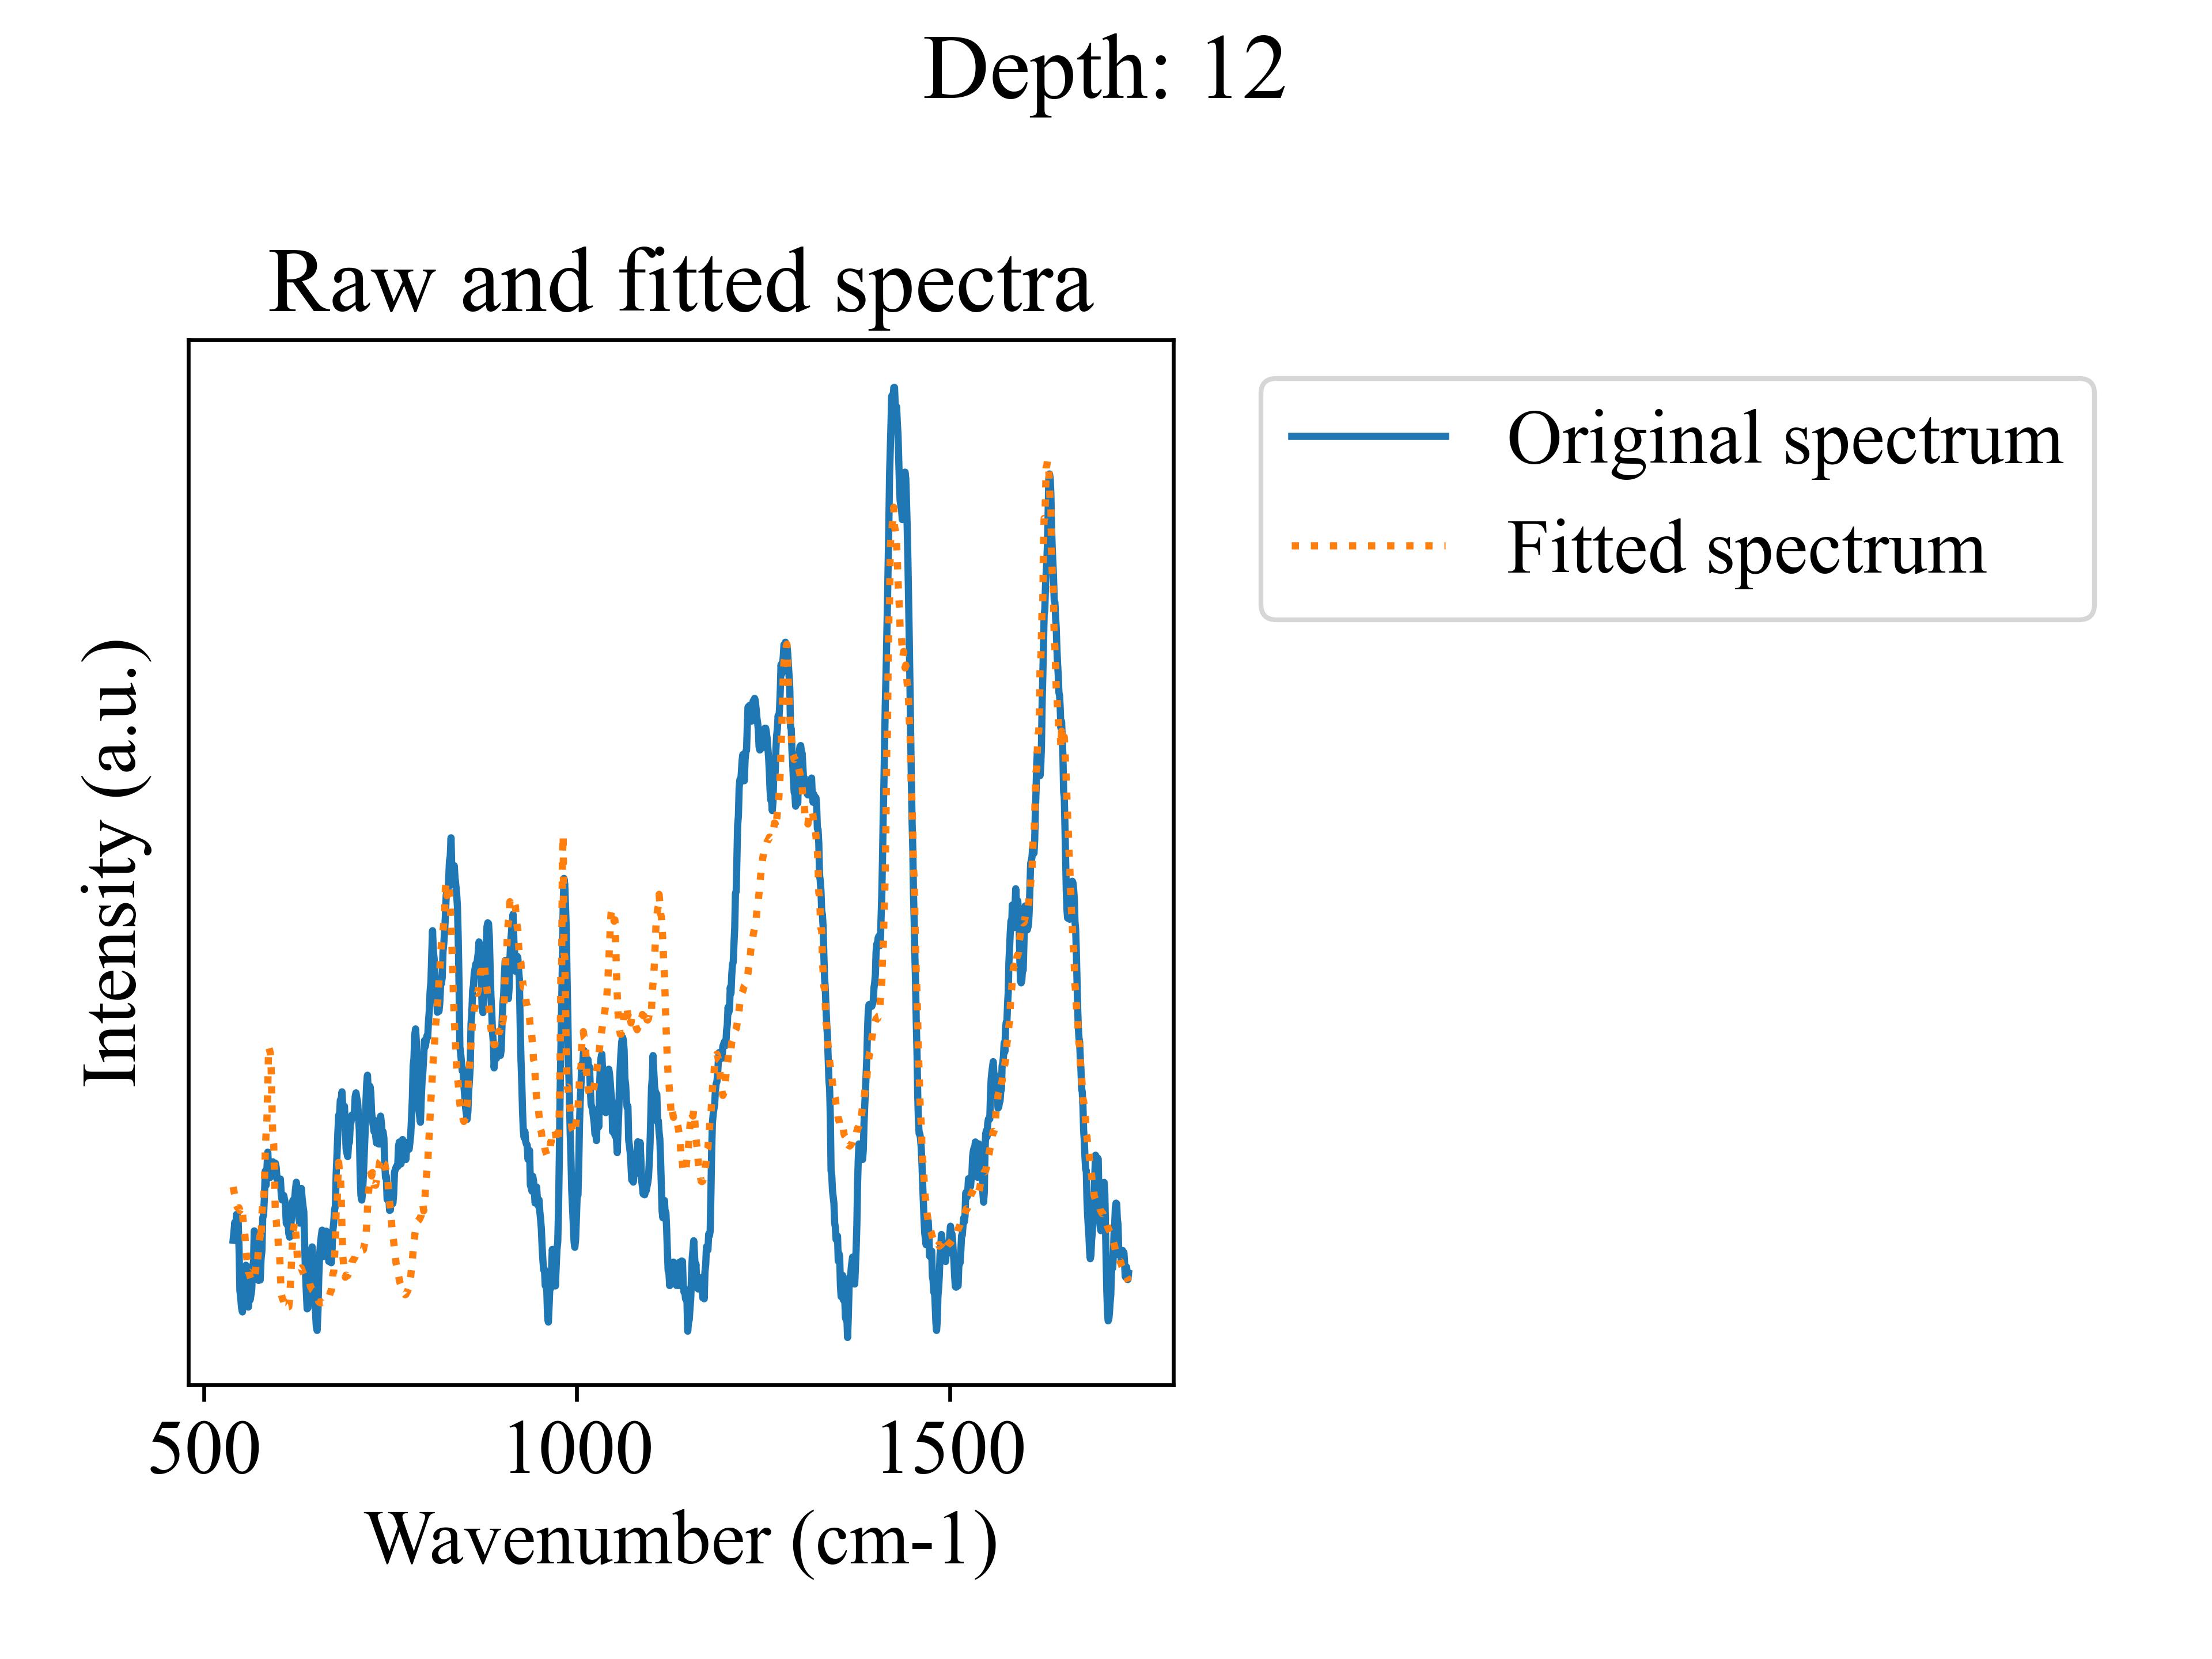 Depth: 12
Raw and fitted spectra
Original spectrum
Fitted spectrum
Intensity (a.u.)
500 1000 1500
Wavenumber (cm-1)